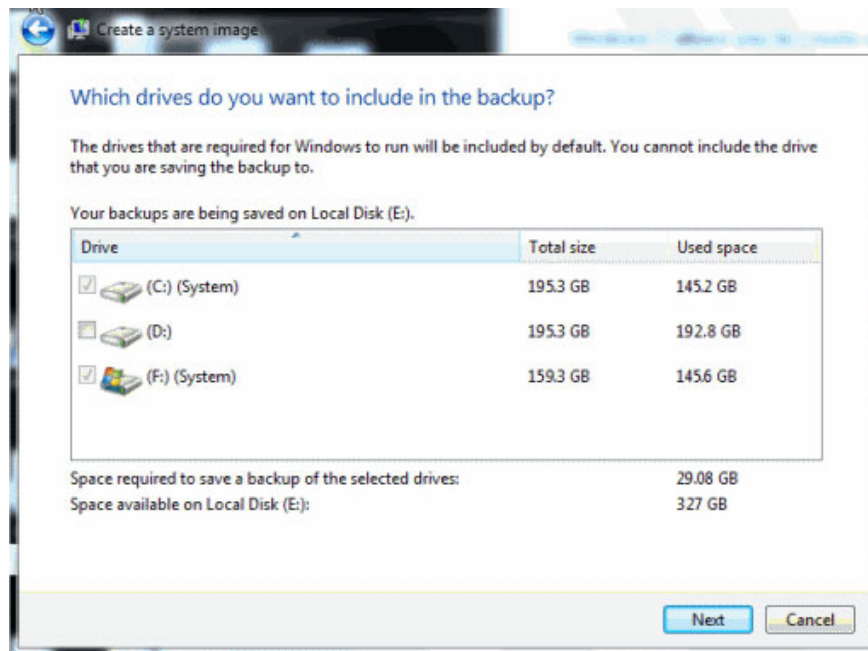 Create a system image
Which drives do you want to include in the backup?
The drives that are required for Windows to run will be included by default. You cannot include the drive
that you are saving the backup to.
Your backups are being saved on Local Disk (E:).
Drive Total size Used space
(C:) (System) 195.3 GB 145.2 GB
(D:) 195.3 GB 192.8 GB
(F:) (System) 159.3 GB 145.6 GB
Space required to save a backup of the selected drives: 29.08 GB
Space available on Local Disk (E:): 327 GB
Next Cancel